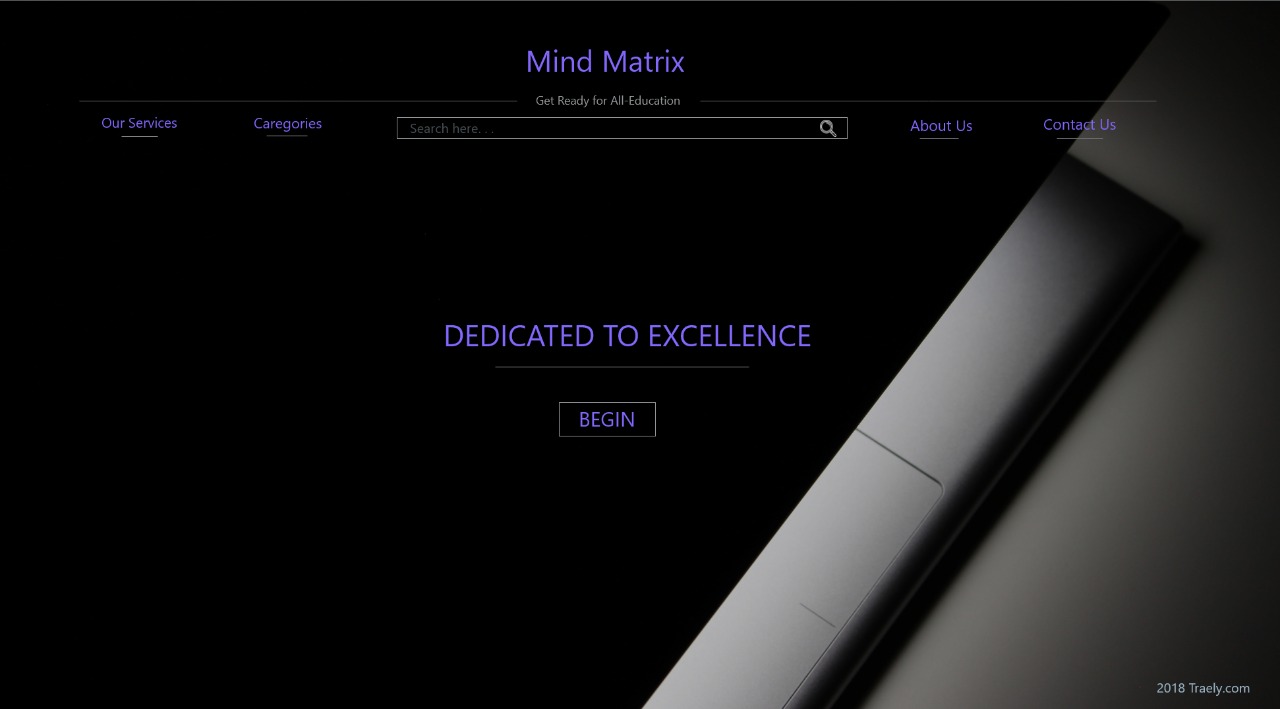 Mind Matrix
Get Ready for All-Education
Our Services
Caregories
Search here. . .
About Us
Contact Us
DEDICATED TO EXCELLENCE
BEGIN
2018 Traely.com